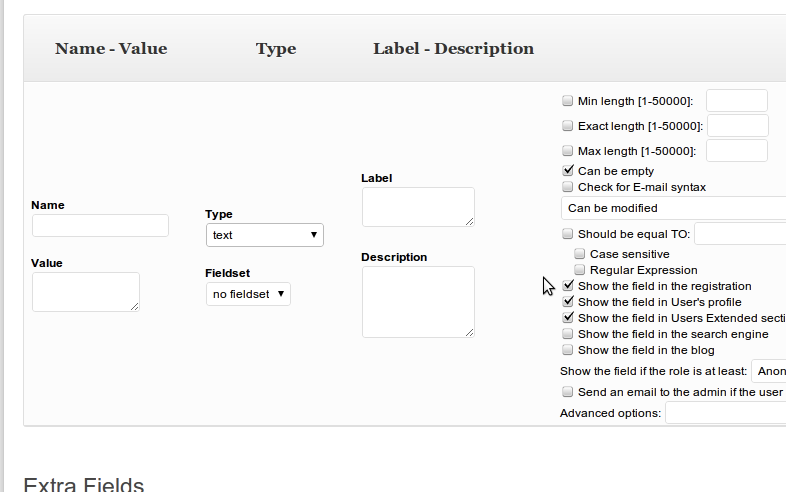 Name - Value Type Label - Description
Min length [1-50000]:
Exact length [1-50000]:
Max length [1-50000]:
Can be empty
Check for E-mail syntax
Can be modified
Should be equal TO:
Case sensitive
Regular Expression
Show the field in the registration
Show the field in User's profile
Show the field in Users Extended secti
Show the field in the search engine
Show the field in the blog
Show the field if the role is at least: Anon
Send an email to the admin if the user
Advanced options:
Label
Description
Name
Value
Type
text
Fieldset
no fieldset
Extra Fields